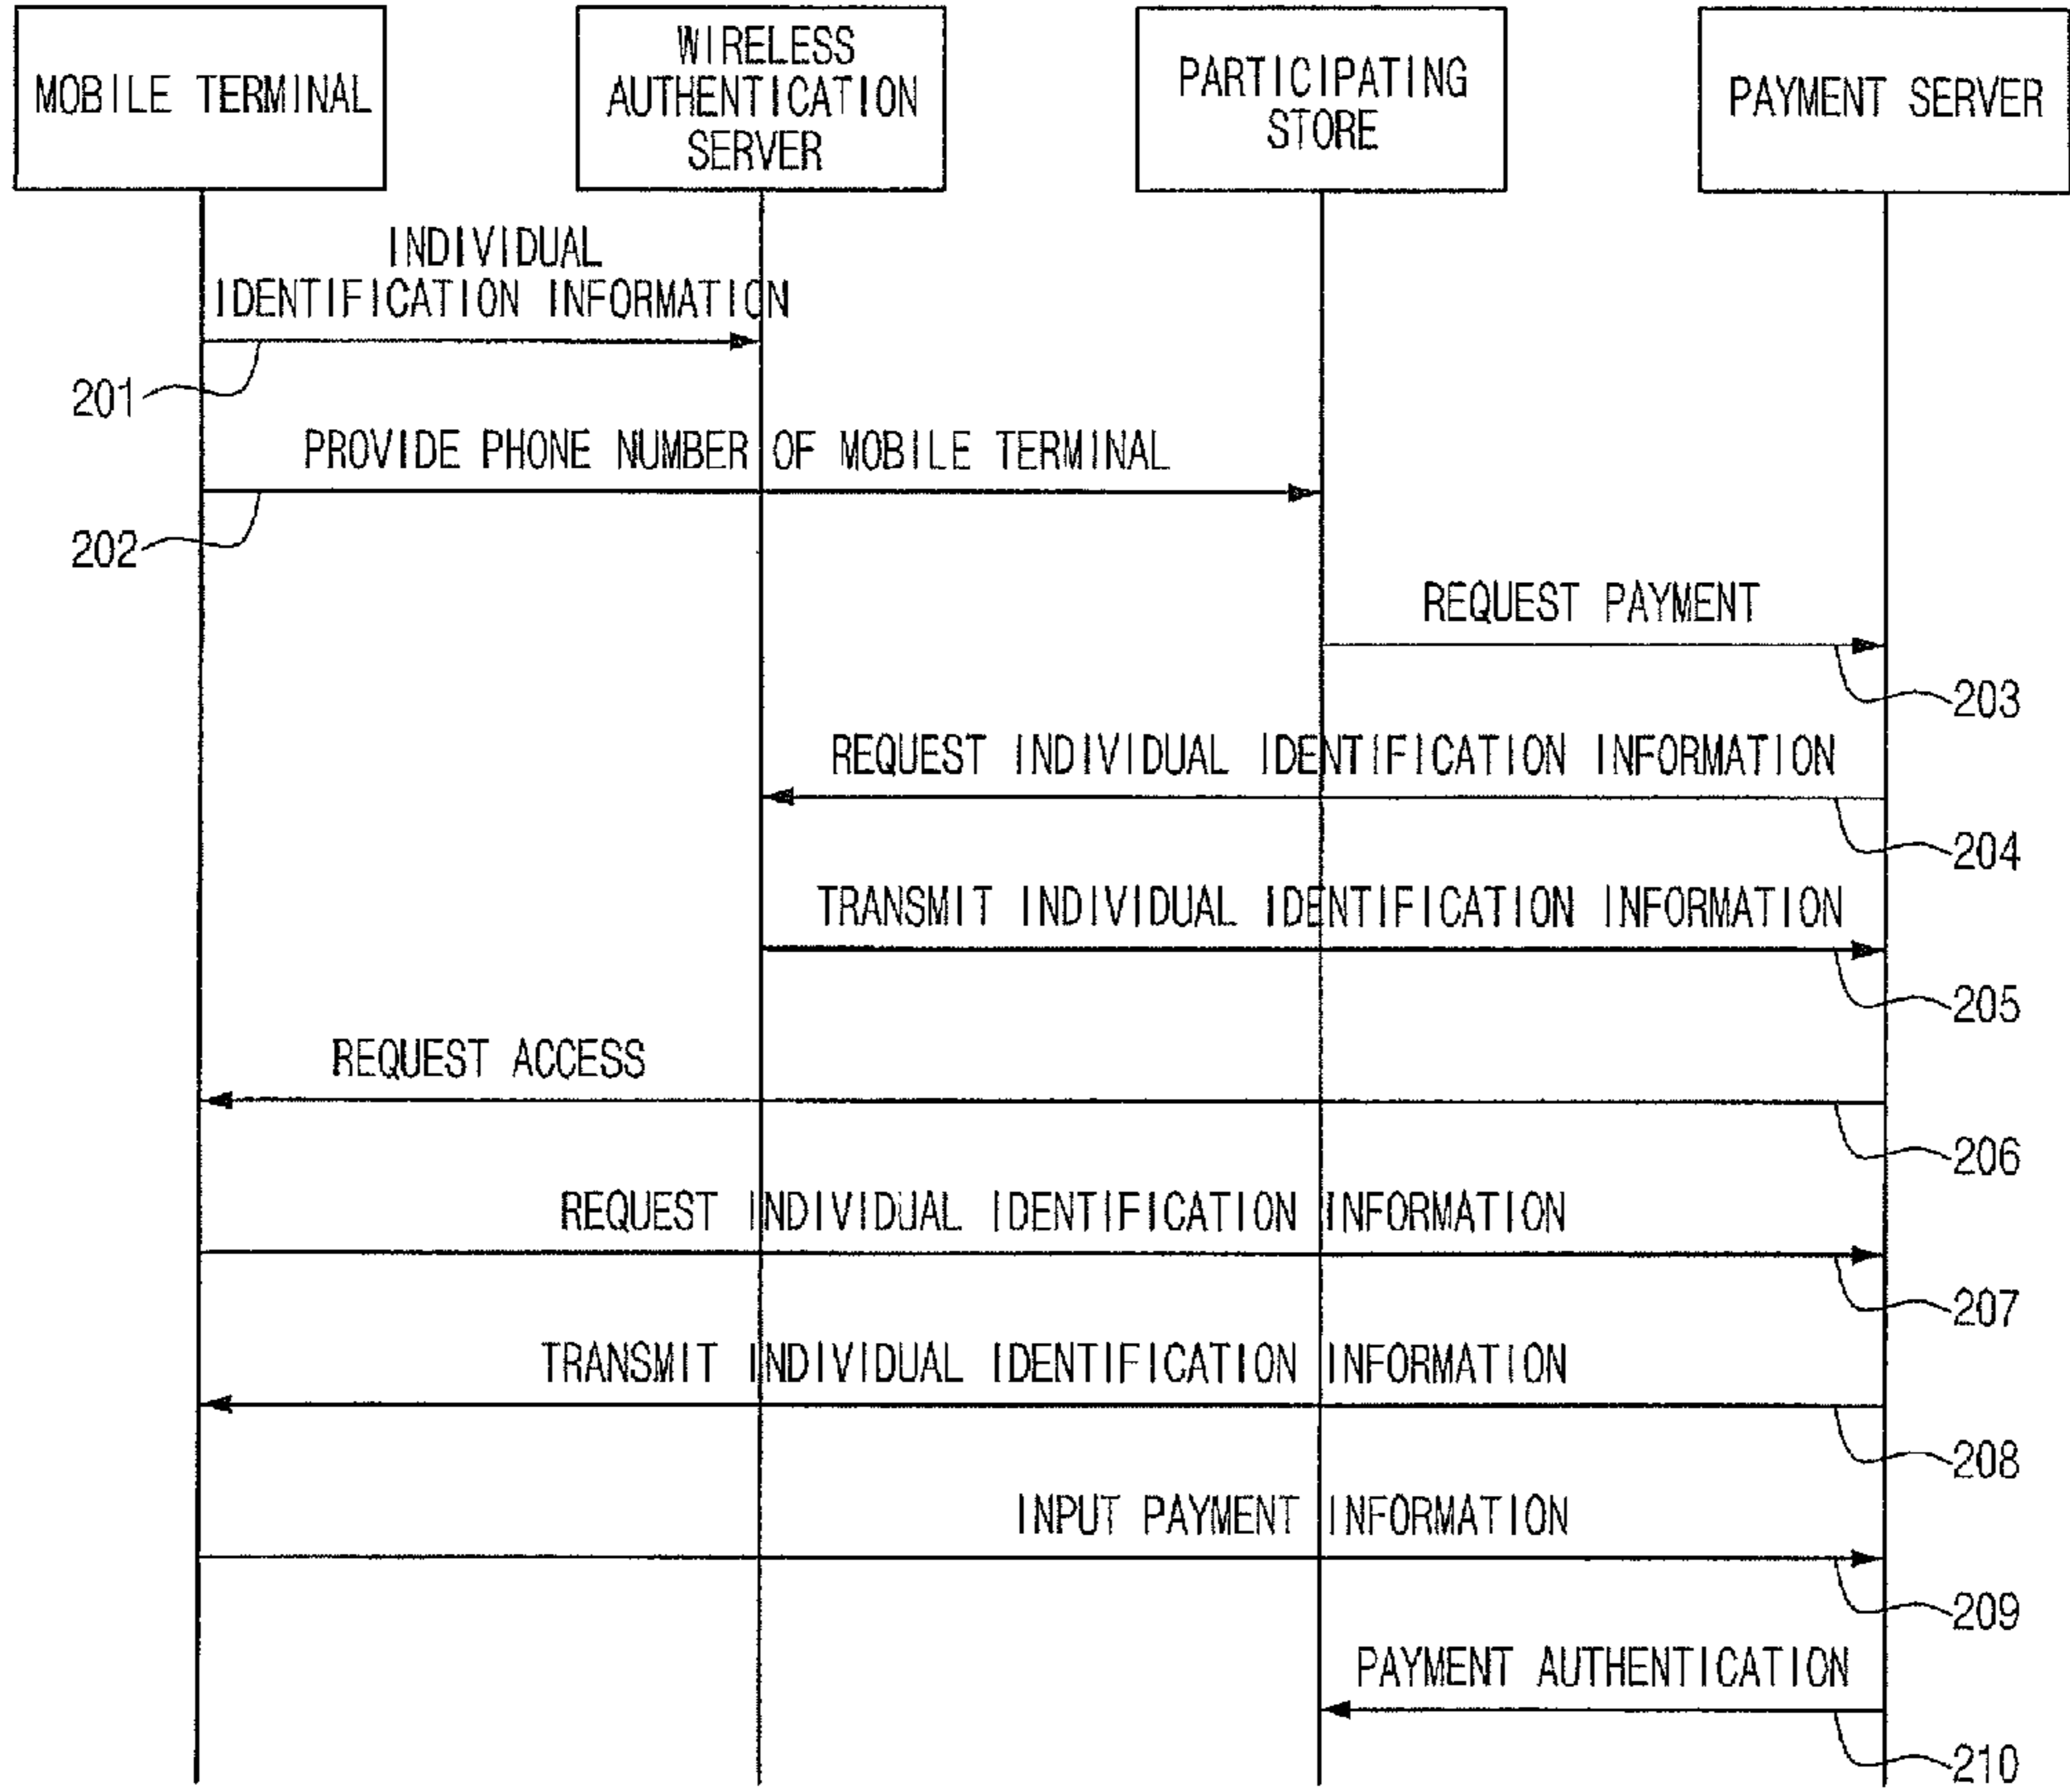 MOBILE TERMINAL
WIRELESS
AUTHENTICATION
SERVER
PARTICIPATING
STORE
PAYMENT SERVER
INDIVIDUAL
IDENTIFICATION INFORMATION
201
PROVIDE PHONE NUMBER OF MOBILE TERMINAL
202
REQUEST PAYMENT
203
REQUEST INDIVIDUAL IDENTIFICATION INFORMATION
204
TRANSMIT INDIVIDUAL IDENTIFICATION INFORMATION
205
REQUEST ACCESS
206
REQUEST INDIVIDUAL IDENTIFICATION INFORMATION
207
TRANSMIT INDIVIDUAL IDENTIFICATION INFORMATION
208
INPUT PAYMENT INFORMATION
209
PAYMENT AUTHENTICATION
210